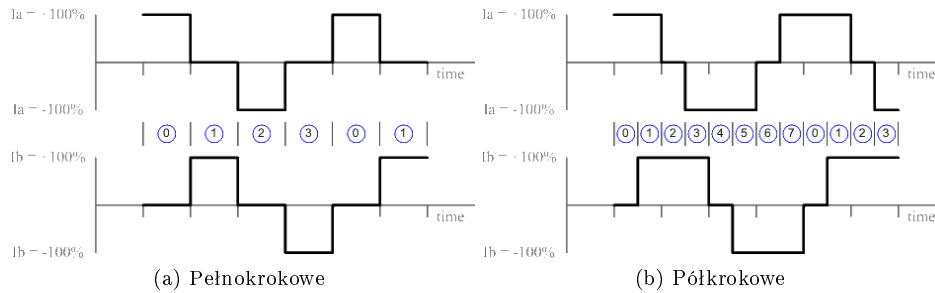 Ia = +100%
time
Ia = -100%
0 1 2 3 0 1
Ib = +100%
time
Ib = -100%
(a) Pełnokrokowe
Ia = +100%
time
Ia = -100%
0 1 2 3 4 5 6 7 0 1 2 3
Ib = +100%
time
Ib = -100%
(b) Półkrokowe